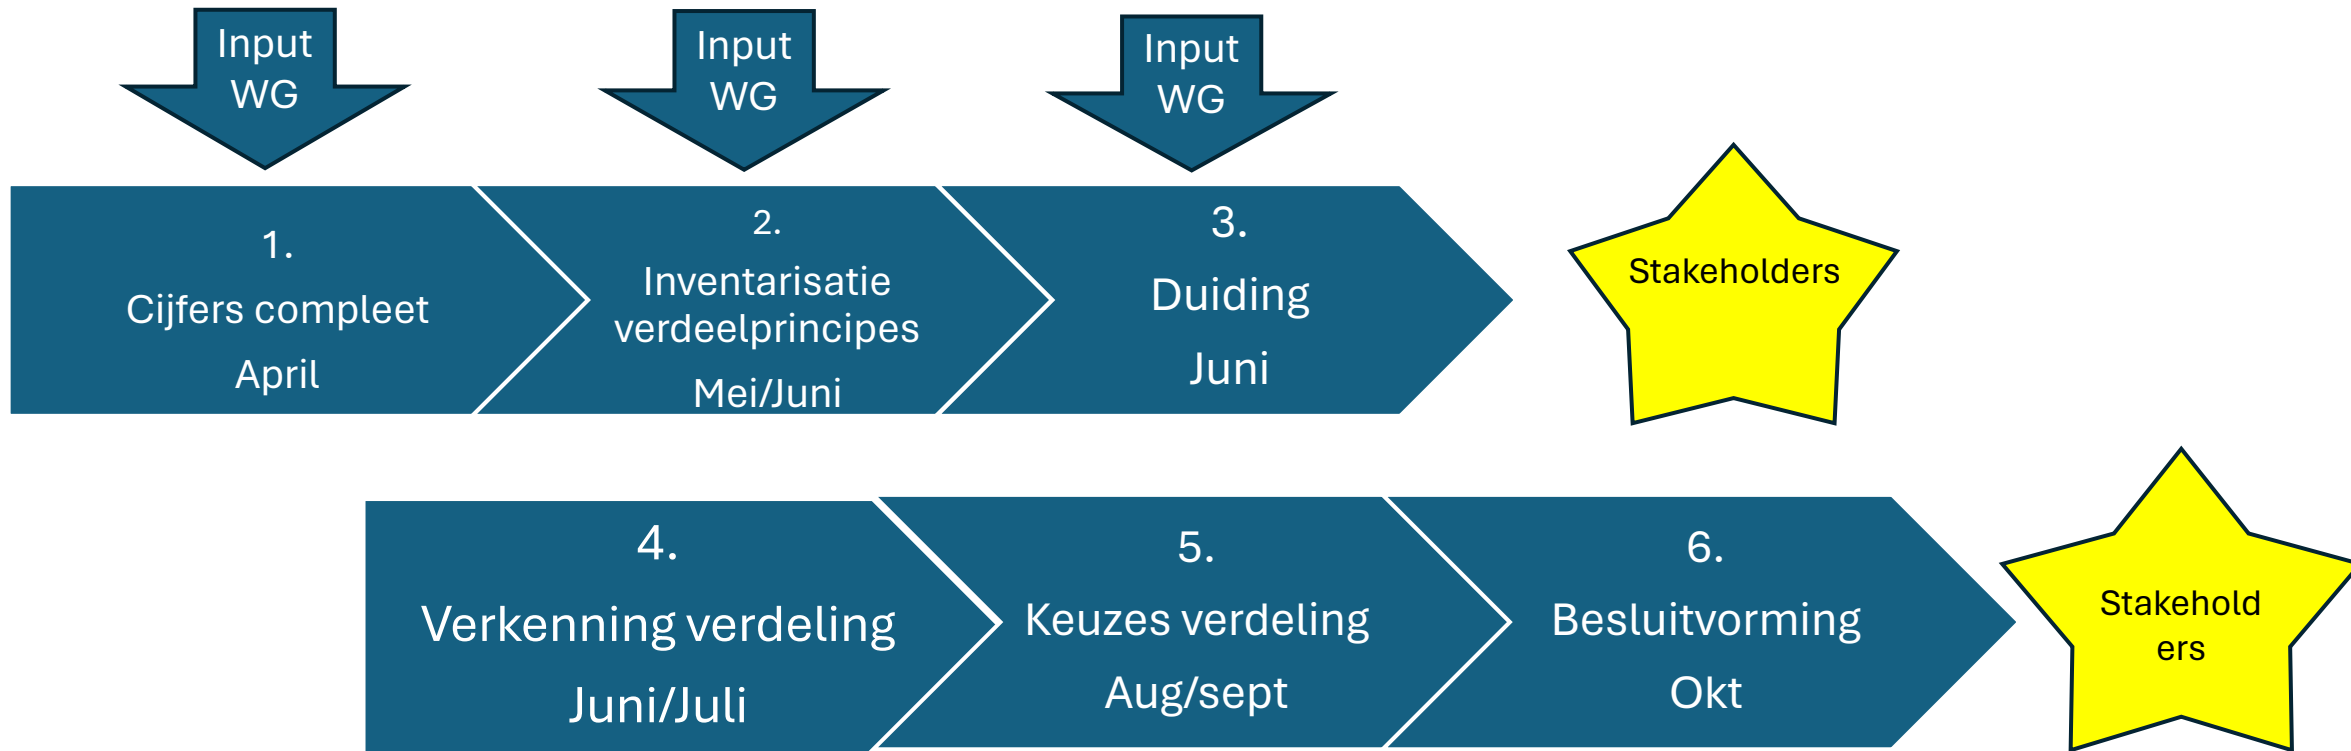 Input
WG
Input
WG
Input
WG
1.
Cijfers compleet
April
2.
Inventarisatie
verdeelprincipes
Mei/Juni
3.
Duiding
Juni
Stakeholders
4.
Verkenning verdeling
Juni/Juli
5.
Keuzes verdeling
Aug/sept
6.
Besluitvorming
Okt
Stakehold
ers